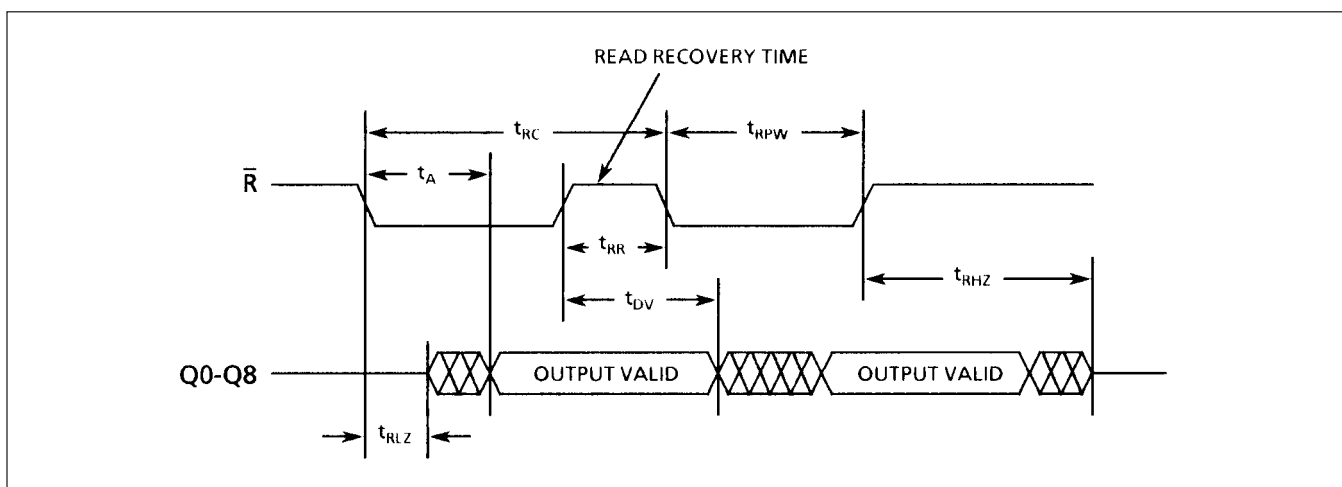 READ RECOVERY TIME
tRC
tRPW
R̅
tA
tRR
tRHZ
tDV
Q0-Q8
OUTPUT VALID
OUTPUT VALID
tRLZ